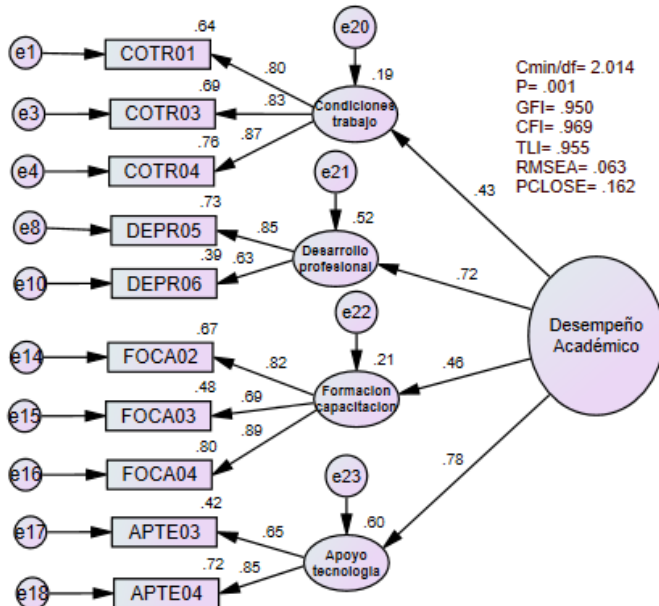 e20
.64
e1
COTR01
.80
.19
Cmin/df= 2.014
P= .001
GFI= .950
CFI= .969
TLI= .955
RMSEA= .063
PCLOSE= .162
.69
e3
COTR03
.83
Condiciones
trabajo
.76
.87
e4
COTR04
e21
.43
.73
.52
e8
DEPR05
.85
Desarrollo
profesional
.39
.63
e10
DEPR06
.72
e22
Desempeño
Académico
.67
e14
FOCA02
.82
.21
.46
.48
.69
Formacion
capacitacion
e15
FOCA03
.89
.80
e16
FOCA04
.78
e23
.42
e17
APTE03
.65
.60
Apoyo
tecnologia
.72
.85
e18
APTE04